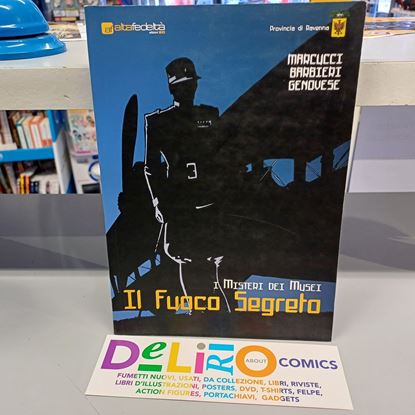 af altafedeltà
Provincia di Ravenna
MARCUCCI
BARBIERI
GENOVESE
I MISTERI DEI MUSEI
Il Fuoco Segreto
DeLiRiO ABOUT COMICS
FUMETTI NUOVI, USATI, DA COLLEZIONE, LIBRI, RIVISTE,
LIBRI D'ILLUSTRAZIONI, POSTERS, DVD, T-SHIRTS, FELPE,
ACTION FIGURES, PORTACHIAVI, GADGETS